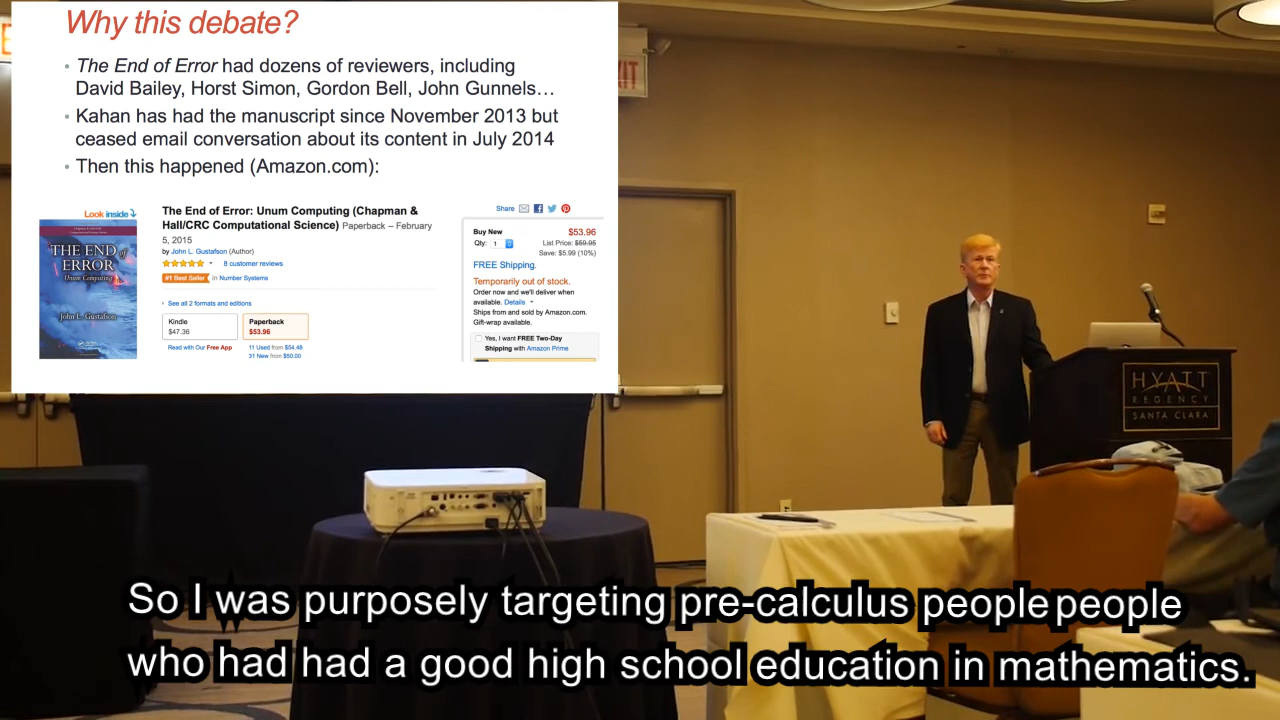 Why this debate?
• The End of Error had dozens of reviewers, including
David Bailey, Horst Simon, Gordon Bell, John Gunnels…
• Kahan has had the manuscript since November 2013 but
ceased email conversation about its content in July 2014
• Then this happened (Amazon.com):
Look inside
THE END of
ERROR
Unum Computing
John L. Gustafson
The End of Error: Unum Computing (Chapman &
Hall/CRC Computational Science) Paperback – February
5, 2015
by John L. Gustafson (Author)
8 customer reviews
#1 Best Seller in Number Systems
See all 2 formats and editions
Kindle
$47.36
Paperback
$53.96
Read with Our Free App
11 Used from $54.48
31 New from $50.00
Share
Buy New $53.96
Qty: 1 List Price: $59.95
Save: $5.99 (10%)
FREE Shipping.
Temporarily out of stock.
Order now and we'll deliver when
available. Details
Ships from and sold by Amazon.com.
Gift-wrap available.
Yes, I want FREE Two-Day
Shipping with Amazon Prime
XIT
HYATT
REGENCY
SANTA CLARA
So I was purposely targeting pre-calculus people people
who had had a good high school education in mathematics.